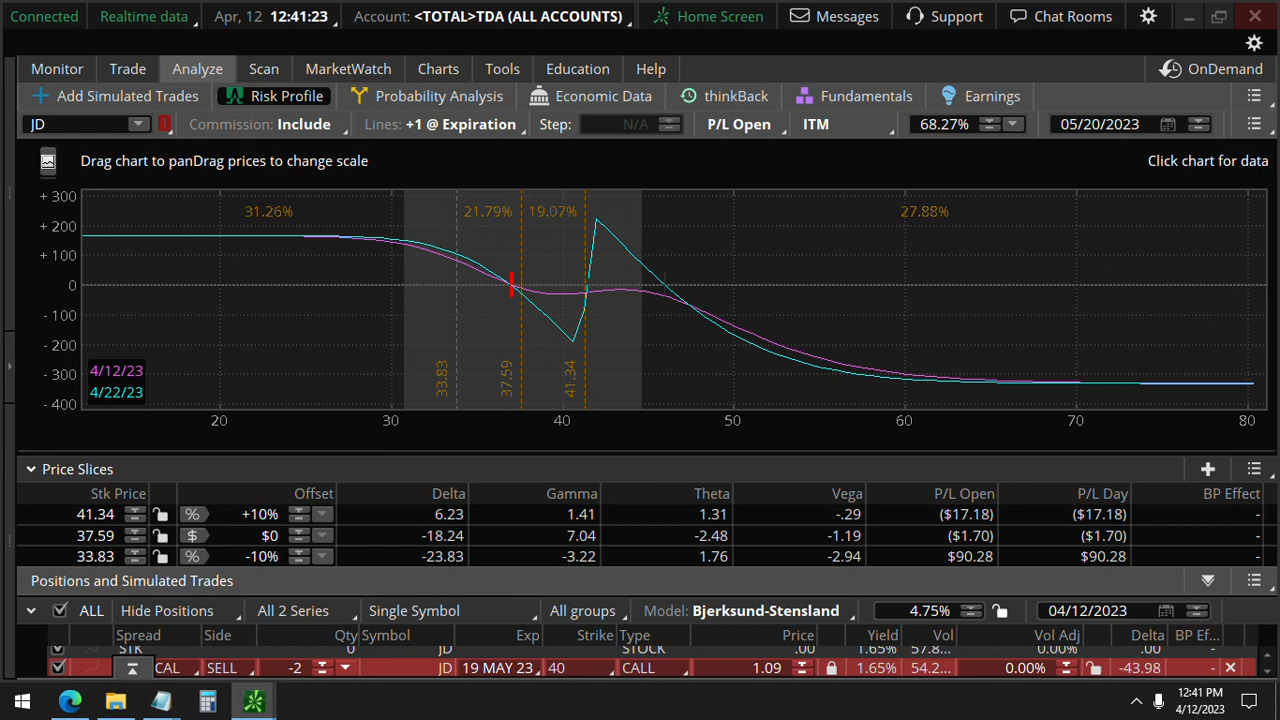 Connected Realtime data Apr, 12 12:41:23 Account: <TOTAL>TDA (ALL ACCOUNTS) Home Screen Messages Support Chat Rooms
Monitor Trade Analyze Scan MarketWatch Charts Tools Education Help OnDemand
Add Simulated Trades Risk Profile Probability Analysis Economic Data thinkBack Fundamentals Earnings
JD 1 Commission: Include Lines: +1 @ Expiration Step: N/A P/L Open ITM 68.27% 05/20/2023
Drag chart to panDrag prices to change scale Click chart for data
+ 300
31.26% 21.79% 19.07% 27.88%
+ 200
+ 100
0
- 100
- 200
- 300
- 400
33.83 37.59 41.34
4/12/23
4/22/23
20 30 40 50 60 70 80
Price Slices
Stk Price Offset Delta Gamma Theta Vega P/L Open P/L Day BP Effect
41.34 % +10% 6.23 1.41 1.31 -.29 ($17.18) ($17.18) -
37.59 $ $0 -18.24 7.04 -2.48 -1.19 ($1.70) ($1.70) -
33.83 % -10% -23.83 -3.22 1.76 -2.94 $90.28 $90.28 -
Positions and Simulated Trades
ALL Hide Positions All 2 Series Single Symbol All groups Model: Bjerksund-Stensland 4.75% 04/12/2023
Spread Side Qty Symbol Exp Strike Type Price Yield Vol Vol Adj Delta BP Ef...
STK 0 JD STOCK .00 1.65% 57.8... 0.00% .00 -
CAL SELL -2 JD 19 MAY 23 40 CALL 1.09 1.65% 54.2... 0.00% -43.98 -
12:41 PM
4/12/2023